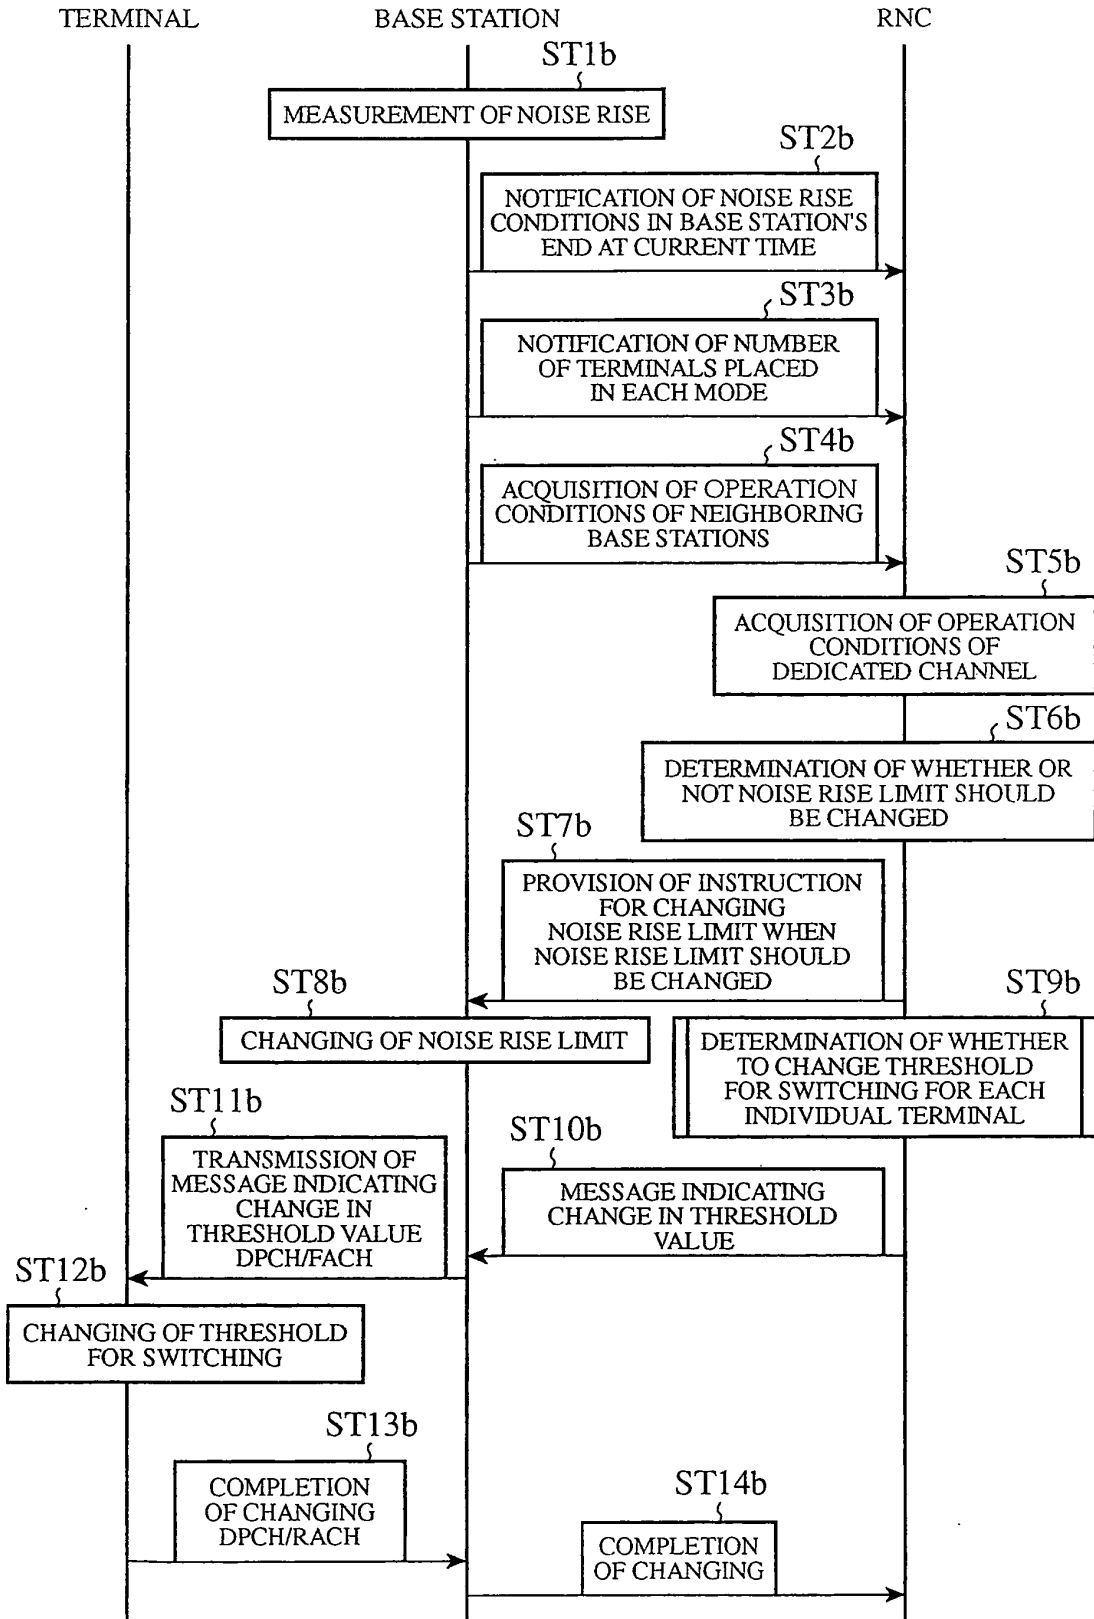 TERMINAL
BASE STATION
RNC
ST1b
MEASUREMENT OF NOISE RISE
ST2b
NOTIFICATION OF NOISE RISE
CONDITIONS IN BASE STATION'S
END AT CURRENT TIME
ST3b
NOTIFICATION OF NUMBER
OF TERMINALS PLACED
IN EACH MODE
ST4b
ACQUISITION OF OPERATION
CONDITIONS OF NEIGHBORING
BASE STATIONS
ST5b
ACQUISITION OF OPERATION
CONDITIONS OF
DEDICATED CHANNEL
ST6b
DETERMINATION OF WHETHER OR
NOT NOISE RISE LIMIT SHOULD
BE CHANGED
ST7b
PROVISION OF INSTRUCTION
FOR CHANGING
NOISE RISE LIMIT WHEN
NOISE RISE LIMIT SHOULD
BE CHANGED
ST8b
CHANGING OF NOISE RISE LIMIT
ST9b
DETERMINATION OF WHETHER
TO CHANGE THRESHOLD
FOR SWITCHING FOR EACH
INDIVIDUAL TERMINAL
ST10b
MESSAGE INDICATING
CHANGE IN THRESHOLD
VALUE
ST11b
TRANSMISSION OF
MESSAGE INDICATING
CHANGE IN
THRESHOLD VALUE
DPCH/FACH
ST12b
CHANGING OF THRESHOLD
FOR SWITCHING
ST13b
COMPLETION
OF CHANGING
DPCH/RACH
ST14b
COMPLETION
OF CHANGING